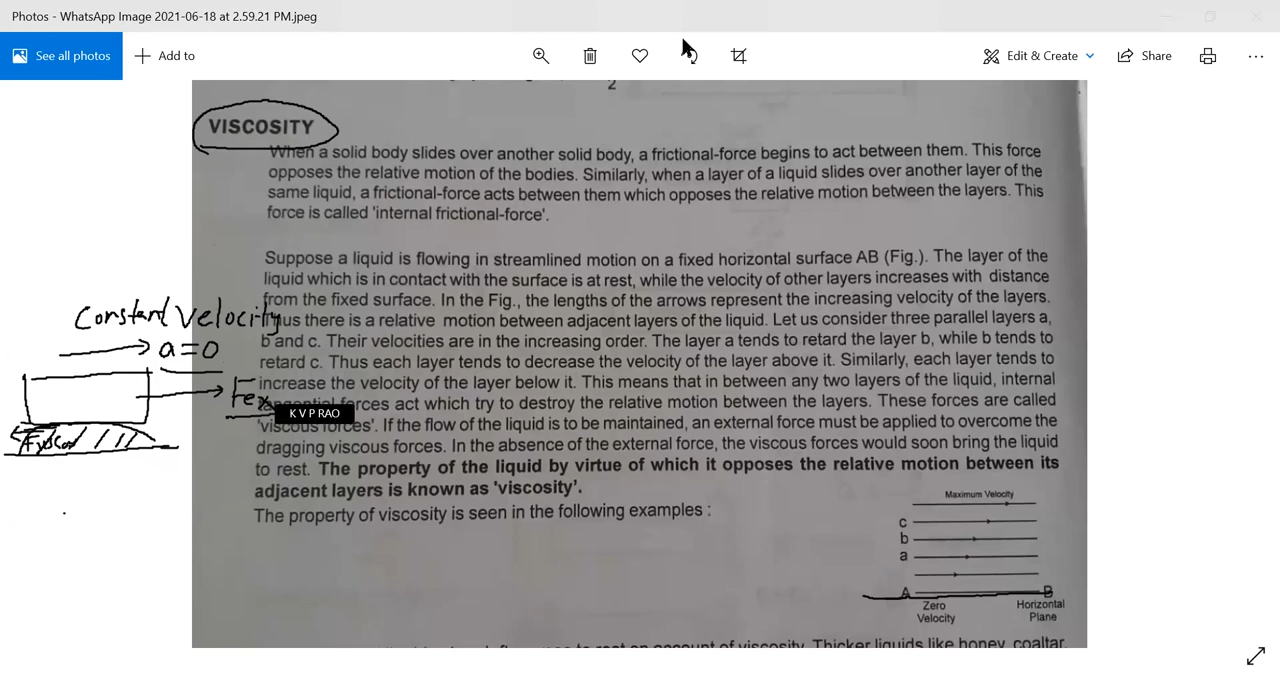 Photos - WhatsApp Image 2021-06-18 at 2.59.21 PM.jpeg
See all photos
Add to
Edit & Create
Share
2
VISCOSITY
When a solid body slides over another solid body, a frictional-force begins to act between them. This force
opposes the relative motion of the bodies. Similarly, when a layer of a liquid slides over another layer of the
same liquid, a frictional-force acts between them which opposes the relative motion between the layers. This
force is called 'internal frictional-force'.
Suppose a liquid is flowing in streamlined motion on a fixed horizontal surface AB (Fig.). The layer of the
liquid which is in contact with the surface is at rest, while the velocity of other layers increases with distance
from the fixed surface. In the Fig., the lengths of the arrows represent the increasing velocity of the layers.
there is a relative motion between adjacent layers of the liquid. Let us consider three parallel layers a,
b and c. Their velocities are in the increasing order. The layer a tends to retard the layer b, while b tends to
retard c. Thus each layer tends to decrease the velocity of the layer above it. Similarly, each layer tends to
increase the velocity of the layer below it. This means that in between any two layers of the liquid, internal
forces act which try to destroy the relative motion between the layers. These forces are called
'viscous forces'. If the flow of the liquid is to be maintained, an external force must be applied to overcome the
dragging viscous forces. In the absence of the external force, the viscous forces would soon bring the liquid
to rest. The property of the liquid by virtue of which it opposes the relative motion between its
adjacent layers is known as 'viscosity'.
The property of viscosity is seen in the following examples :
Constant Velocity
a=0
Fex
K V P RAO
Maximum Velocity
c
b
a
A
B
Zero
Velocity
Horizontal
Plane
on account of viscosity. Thicker liquids like honey, coaltar,